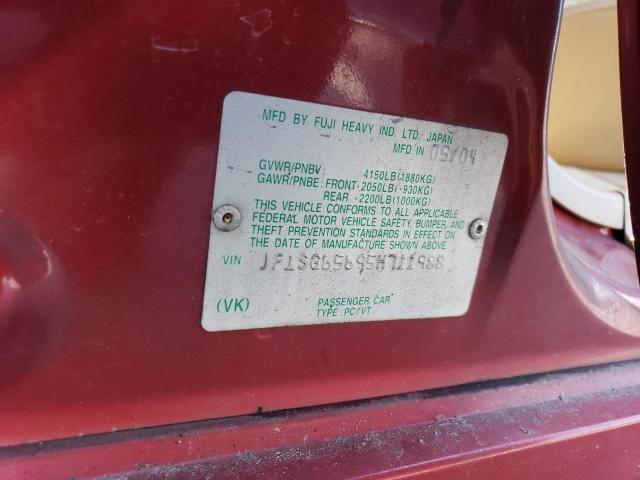 MFD BY FUJI HEAVY IND. LTD, JAPAN
MFD IN 05/04
GVWR/PNBV: 4150LB(1880KG)
GAWR/PNBE: FRONT-2050LB(-930KG)
REAR -2200LB(1000KG)
THIS VEHICLE CONFORMS TO ALL APPLICABLE
FEDERAL MOTOR VEHICLE SAFETY, BUMPER, AND
THEFT PREVENTION STANDARDS IN EFFECT ON
THE DATE OF MANUFACTURE SHOWN ABOVE.
VIN
(VK)
PASSENGER CAR
TYPE: PC/VT